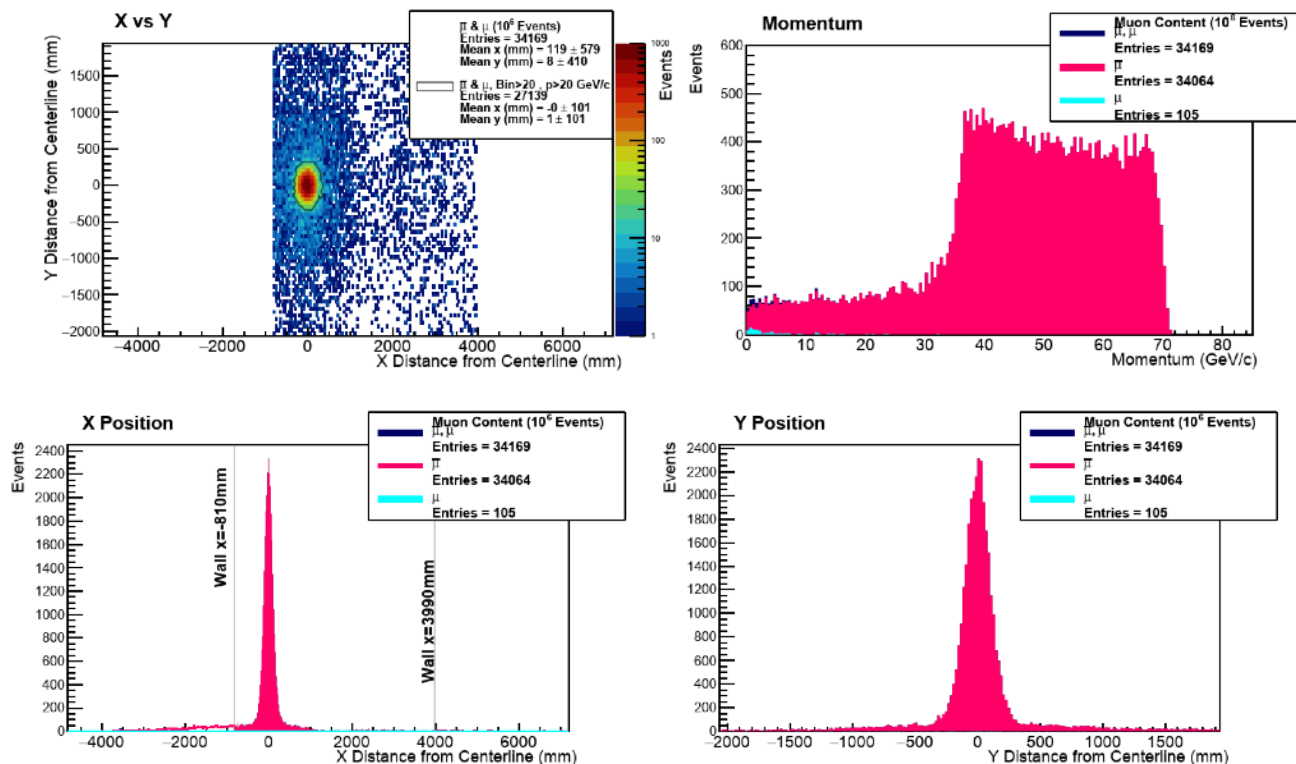 X vs Y
μ̅ & μ (10⁶ Events)
Entries = 34169
Mean x (mm) = 119 ± 579
Mean y (mm) = 8 ± 410
μ̅ & μ, Bin>20 , p>20 GeV/c
Entries = 27139
Mean x (mm) = -0 ± 101
Mean y (mm) = 1 ± 101
Y Distance from Centerline (mm)
1500
1000
500
0
−500
−1000
−1500
−2000
−4000 −2000 0 2000 4000 6000
X Distance from Centerline (mm)
Events
1000
100
10
1
Momentum
Muon Content (10⁶ Events)
μ̅, μ
Entries = 34169
μ̅
Entries = 34064
μ
Entries = 105
Events
600
500
400
300
200
100
0
0 10 20 30 40 50 60 70 80
Momentum (GeV/c)
X Position
Muon Content (10⁶ Events)
μ̅, μ
Entries = 34169
μ̅
Entries = 34064
μ
Entries = 105
Events
2400
2200
2000
1800
1600
1400
1200
1000
800
600
400
200
0
Wall x=-810mm
Wall x=3990mm
−4000 −2000 0 2000 4000 6000
X Distance from Centerline (mm)
Y Position
Muon Content (10⁶ Events)
μ̅, μ
Entries = 34169
μ̅
Entries = 34064
μ
Entries = 105
Events
2400
2200
2000
1800
1600
1400
1200
1000
800
600
400
200
0
−2000 −1500 −1000 −500 0 500 1000 1500
Y Distance from Centerline (mm)